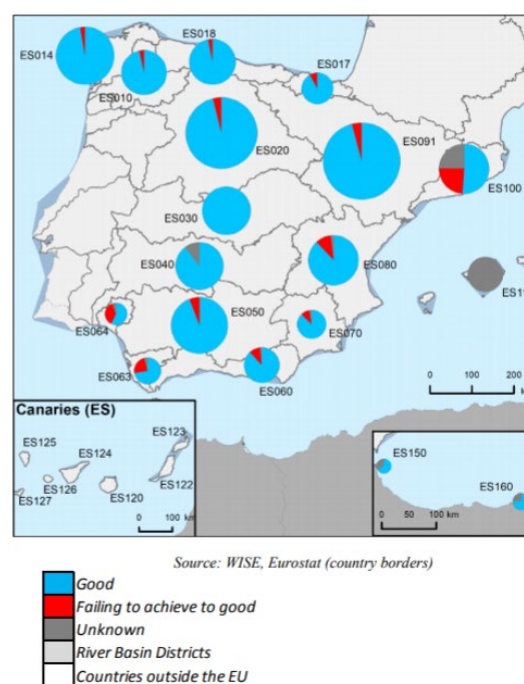 ES014
ES018
ES017
ES010
ES020
ES091
ES100
ES030
ES040
ES080
ES11
ES050
ES064
ES070
ES063
ES060
0 100 200
km
Canaries (ES)
ES123
ES125
ES124
ES126
ES127
ES120
ES122
0 100
km
ES150
ES160
0 50 100
km
Source: WISE, Eurostat (country borders)
Good
Failing to achieve to good
Unknown
River Basin Districts
Countries outside the EU